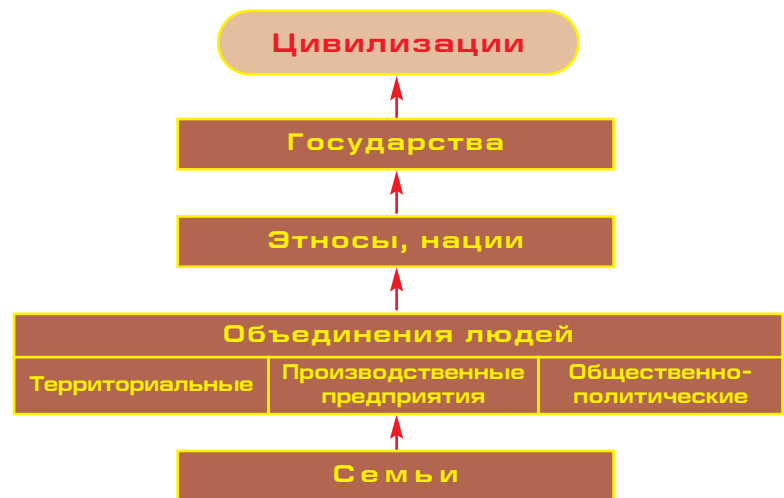 Цивилизации
Государства
Этносы, нации
Объединения людей
Территориальные
Производственные
предприятия
Общественно-
политические
Семьи